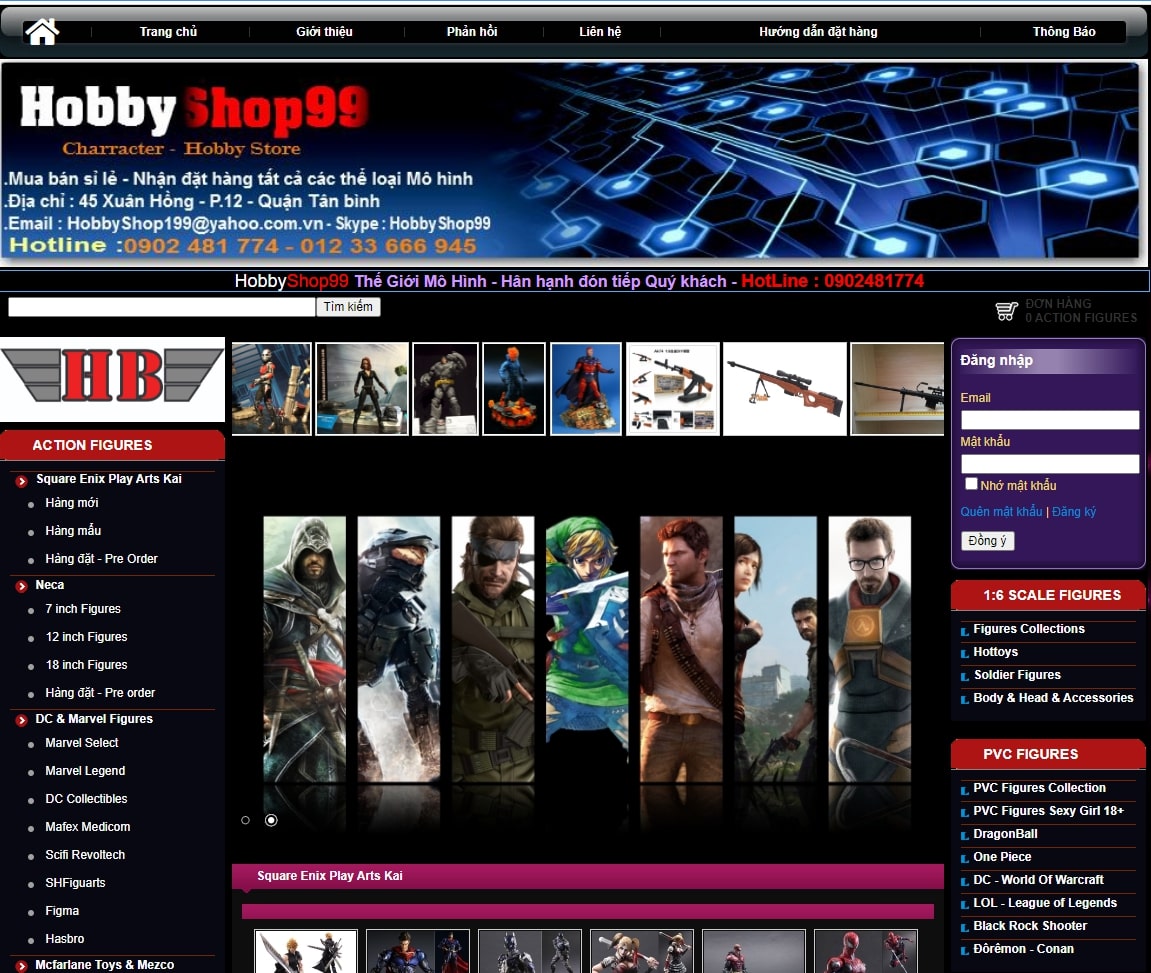 Trang chủ
Giới thiệu
Phản hồi
Liên hệ
Hướng dẫn đặt hàng
Thông Báo
HobbyShop99
Charracter - Hobby Store
.Mua bán sỉ lẻ - Nhận đặt hàng tất cả các thể loại Mô hình
.Địa chỉ : 45 Xuân Hồng - P.12 - Quận Tân bình
.Email : HobbyShop199@yahoo.com.vn - Skype : HobbyShop99
Hotline :0902 481 774 - 012 33 666 945
HobbyShop99 Thế Giới Mô Hình - Hân hạnh đón tiếp Quý khách - HotLine : 0902481774
Tìm kiếm
ĐƠN HÀNG
0 ACTION FIGURES
HB
ACTION FIGURES
Square Enix Play Arts Kai
Hàng mới
Hàng mẫu
Hàng đặt - Pre Order
Neca
7 inch Figures
12 inch Figures
18 inch Figures
Hàng đặt - Pre order
DC & Marvel Figures
Marvel Select
Marvel Legend
DC Collectibles
Mafex Medicom
Scifi Revoltech
SHFiguarts
Figma
Hasbro
Mcfarlane Toys & Mezco
Square Enix Play Arts Kai
Đăng nhập
Email
Mật khẩu
Nhớ mật khẩu
Quên mật khẩu | Đăng ký
Đồng ý
1:6 SCALE FIGURES
Figures Collections
Hottoys
Soldier Figures
Body & Head & Accessories
PVC FIGURES
PVC Figures Collection
PVC Figures Sexy Girl 18+
DragonBall
One Piece
DC - World Of Warcraft
LOL - League of Legends
Black Rock Shooter
Đôrêmon - Conan